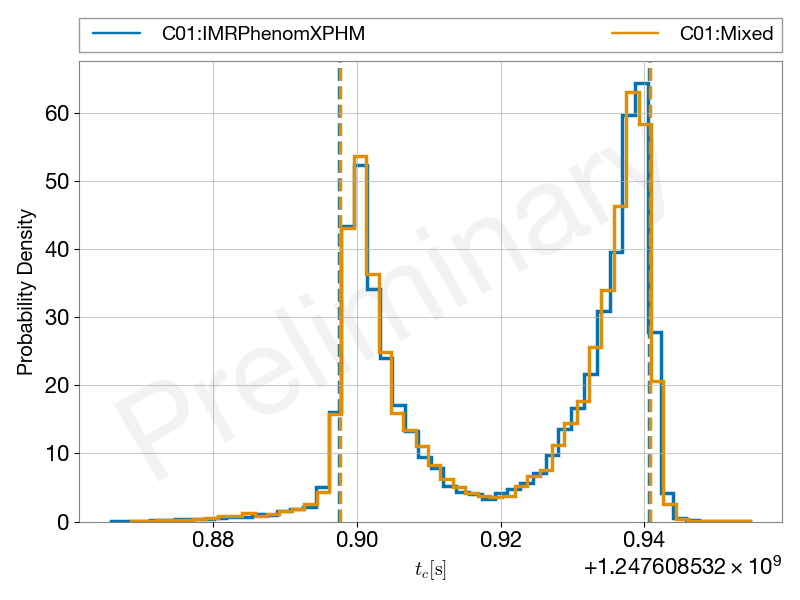 C01:IMRPhenomXPHM C01:Mixed
Preliminary
Probability Density
60
50
40
30
20
10
0
0.88 0.90 0.92 0.94
t_c[s]
+1.247608532 × 10^9